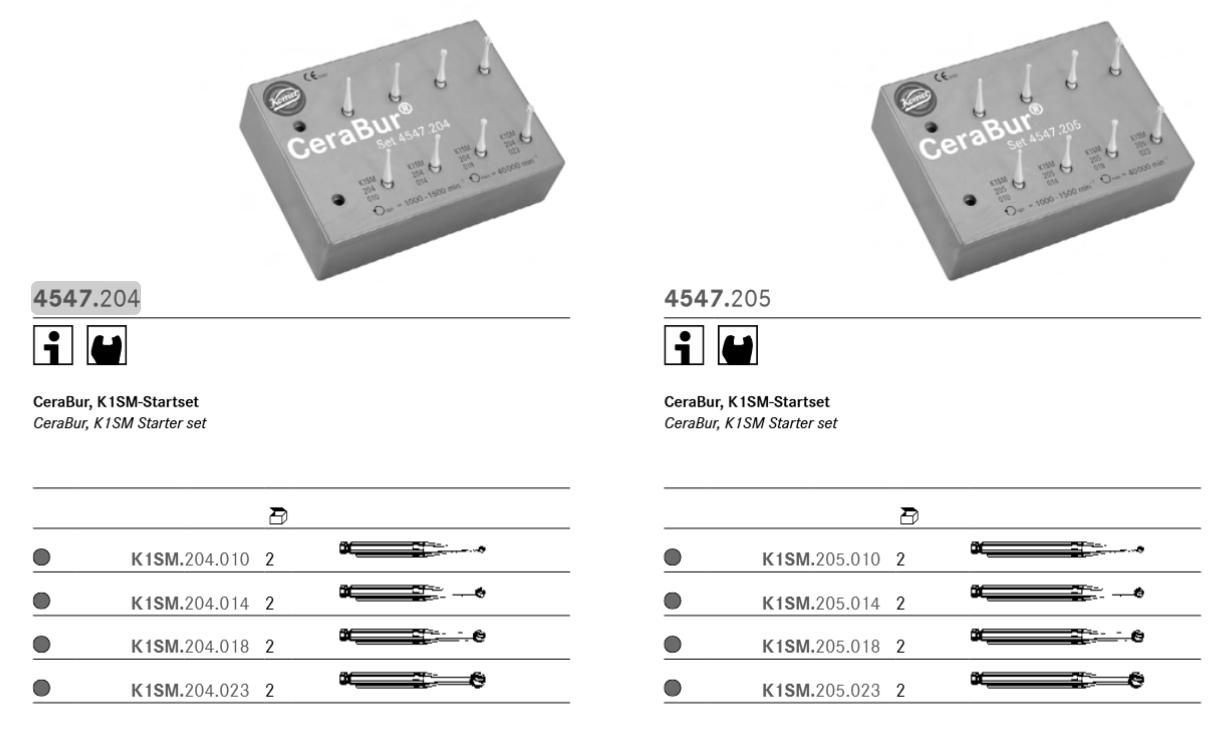 Komet
CeraBur®
Set 4547.204
K1SM 204 010
K1SM 204 014
K1SM 204 018
K1SM 204 023
opt. = 1000-1500 min⁻¹
max. = 40000 min⁻¹
4547.204
CeraBur, K1SM-Startset
CeraBur, K1SM Starter set
K1SM.204.010 2
K1SM.204.014 2
K1SM.204.018 2
K1SM.204.023 2
Komet
CeraBur®
Set 4547.205
K1SM 205 010
K1SM 205 014
K1SM 205 018
K1SM 205 023
opt. = 1000-1500 min⁻¹
max. = 40000 min⁻¹
4547.205
CeraBur, K1SM-Startset
CeraBur, K1SM Starter set
K1SM.205.010 2
K1SM.205.014 2
K1SM.205.018 2
K1SM.205.023 2